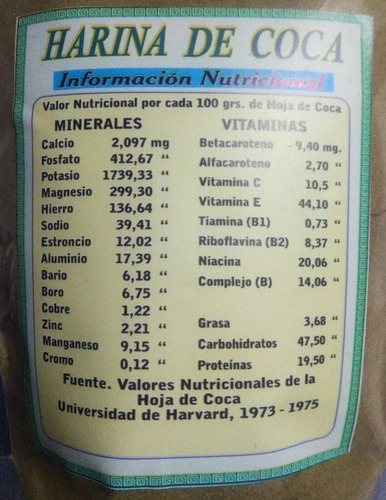 HARINA DE COCA
Información Nutricional
Valor Nutricional por cada 100 grs. de Hoja de Coca
MINERALES VITAMINAS
Calcio 2,097 mg Betacaroteno - 9,40 mg.
Fosfato 412,67 “ Alfacaroteno 2,70 “
Potasio 1739,33 “ Vitamina C 10,5 “
Magnesio 299,30 “ Vitamina E 44,10 “
Hierro 136,64 “ Tiamina (B1) 0,73 “
Sodio 39,41 “ Riboflavina (B2) 8,37 “
Estroncio 12,02 “ Niacina 20,06 “
Aluminio 17,39 “ Complejo (B) 14,06 “
Bario 6,18 “
Boro 6,75 “
Cobre 1,22 “ Grasa 3,68 “
Zinc 2,21 “ Carbohidratos 47,50 “
Manganeso 9,15 “ Proteínas 19,50 “
Cromo 0,12 “
Fuente. Valores Nutricionales de la
Hoja de Coca
Universidad de Harvard, 1973 - 1975